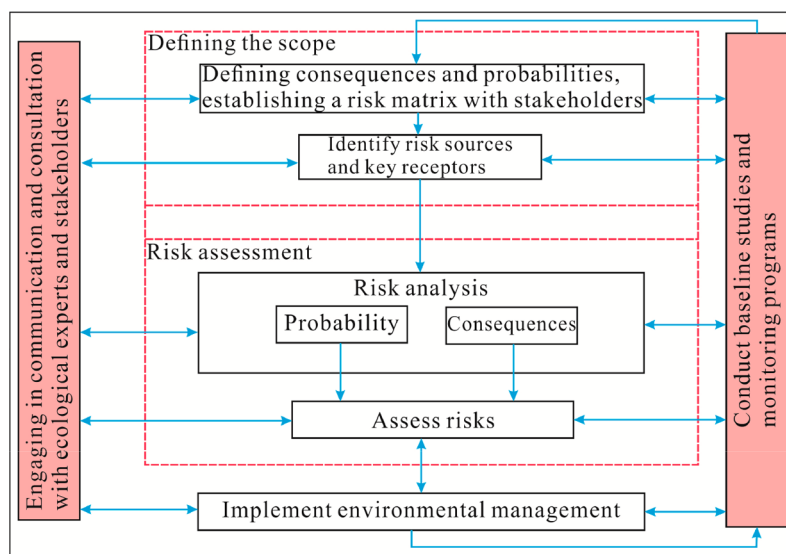 Engaging in communication and consultation
with ecological experts and stakeholders
Defining the scope
Defining consequences and probabilities,
establishing a risk matrix with stakeholders
Identify risk sources
and key receptors
Risk assessment
Risk analysis
Probability
Consequences
Assess risks
Implement environmental management
Conduct baseline studies and
monitoring programs